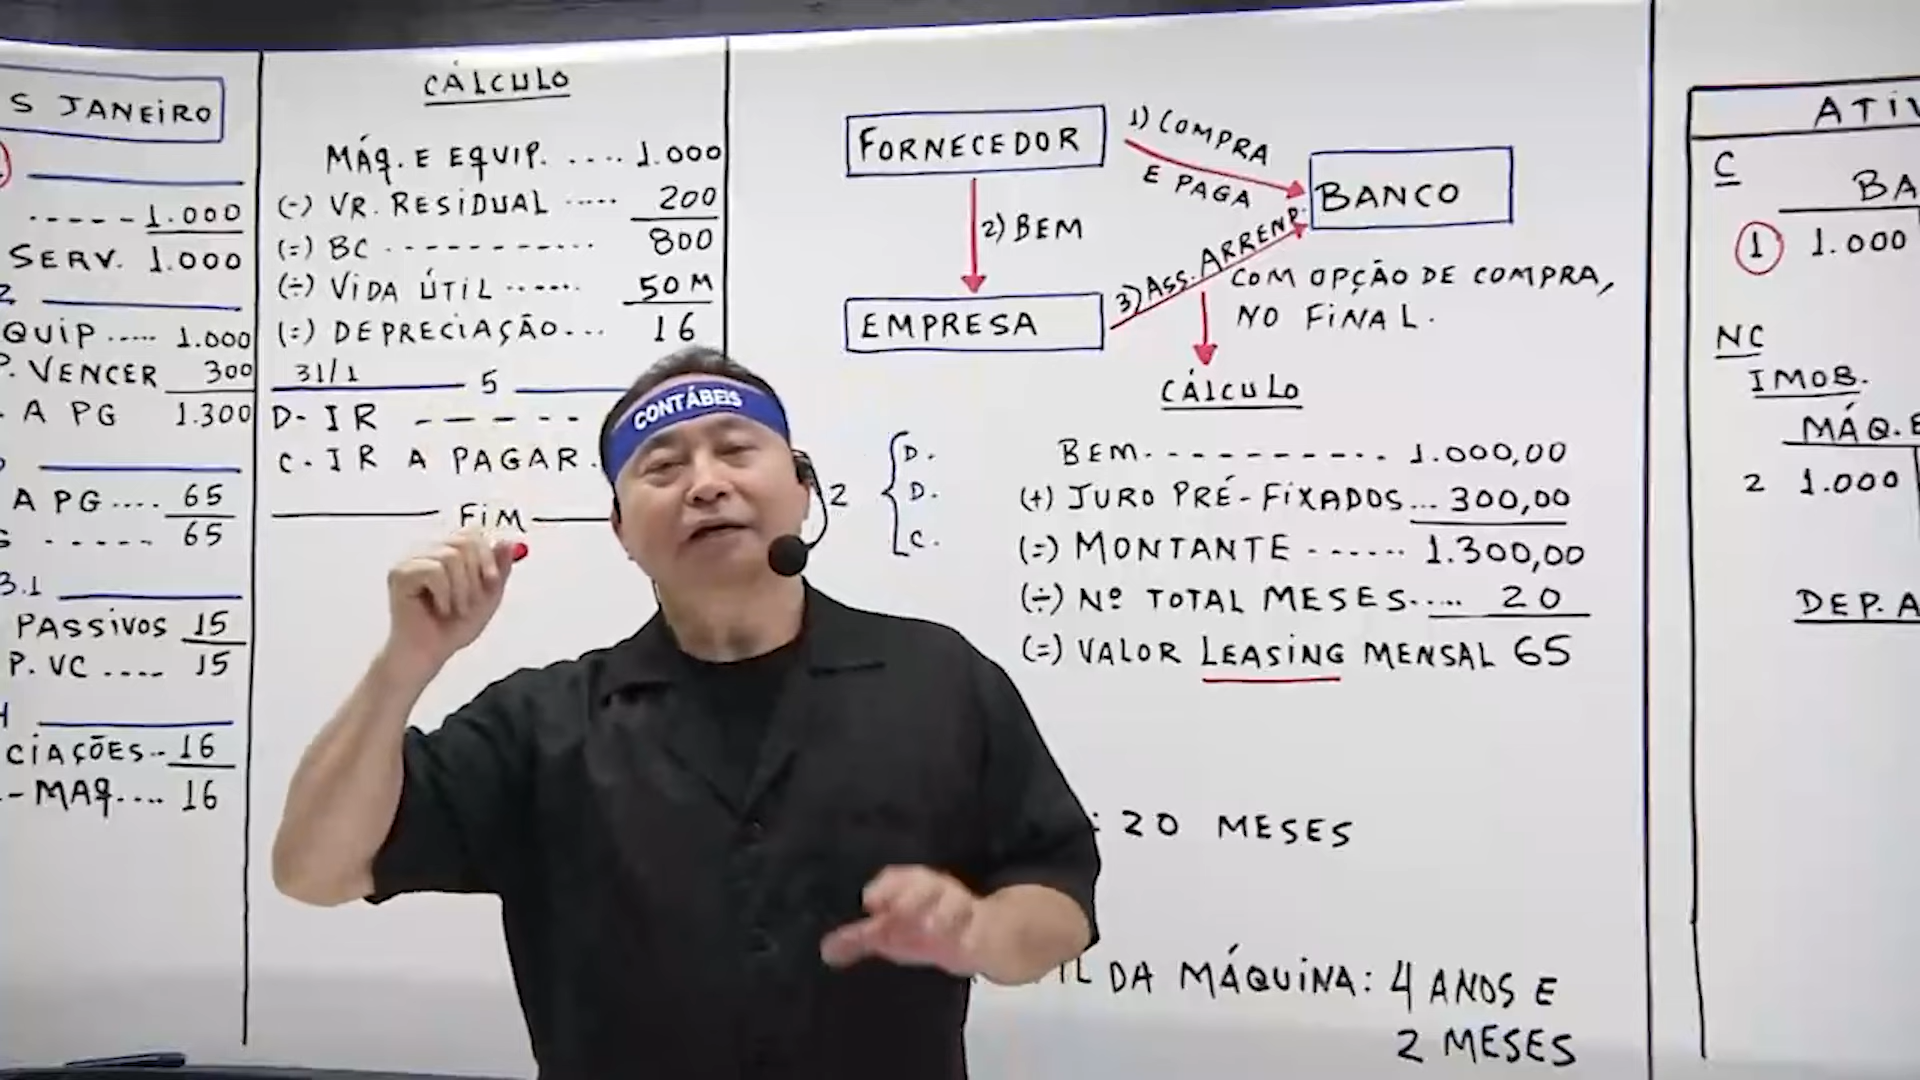 S JANEIRO
1.000
SERV. 1.000
QUIP..... 1.000
P. VENCER 300
A PG 1.300
A PG.... 65
65
3.1
PASSIVOS 15
P. VC.... 15
CIAÇÕES.. 16
- MAQ.... 16
CÁLCULO
MÁQ. E EQUIP. .... 1.000
(-) VR. RESIDUAL ..... 200
(=) BC ........... 800
(÷) VIDA ÚTIL ...... 50 M
(=) DEPRECIAÇÃO... 16
31/1
5
D- IR - - - - -
C. IR A PAGAR.
FIM
CONTÁBEIS
FORNECEDOR
1) COMPRA
E PAGA
BANCO
2) BEM
3) ASS. ARREND.
EMPRESA
COM OPÇÃO DE COMPRA,
NO FINAL.
CÁLCULO
2
D.
D.
C.
BEM........... 1.000,00
(+) JURO PRÉ-FIXADOS... 300,00
(=) MONTANTE ...... 1.300,00
(÷) Nº TOTAL MESES..... 20
(=) VALOR LEASING MENSAL 65
: 20 MESES
DA MÁQUINA: 4 ANOS E
2 MESES
ATIV
C
BA
1 1.000
NC
IMOB.
MÁQ. E
2 1.000
DEP. A